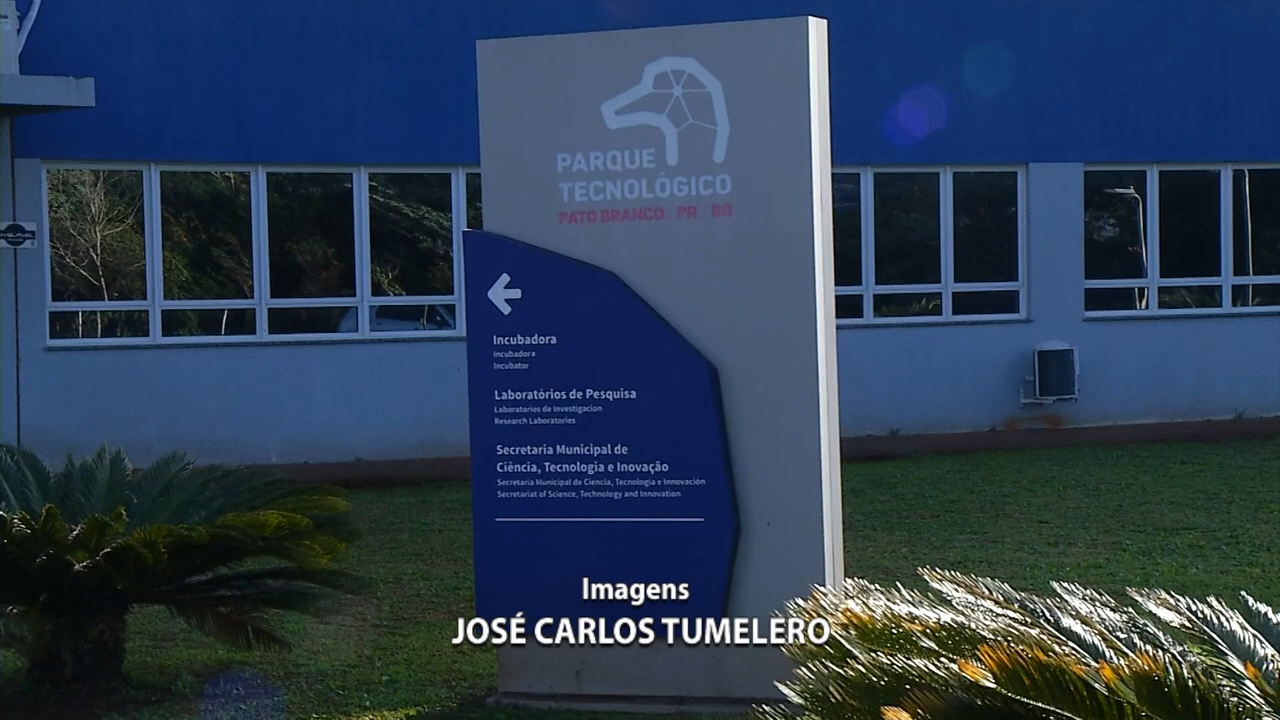 PARQUE
TECNOLÓGICO
PATO BRANCO PR BR
Incubadora
Incubadora
Incubator
Laboratórios de Pesquisa
Laboratorios de Investigacion
Research Laboratories
Secretaria Municipal de
Ciência, Tecnologia e Inovação
Secretaria Municipal de Ciencia, Tecnologia e Innovación
Secretariat of Science, Technology and Innovation
Imagens
JOSÉ CARLOS TUMELERO